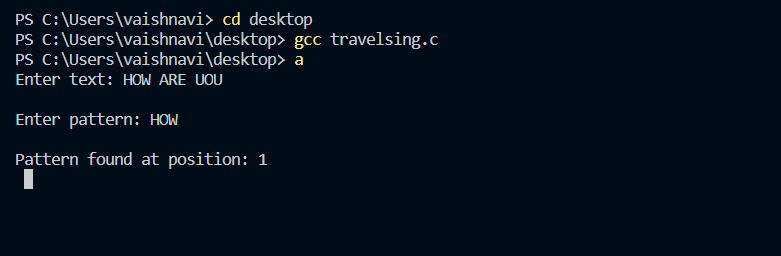 PS C:\Users\vaishnavi> cd desktop
PS C:\Users\vaishnavi\desktop> gcc travelsing.c
PS C:\Users\vaishnavi\desktop> a
Enter text: HOW ARE UOU
Enter pattern: HOW
Pattern found at position: 1